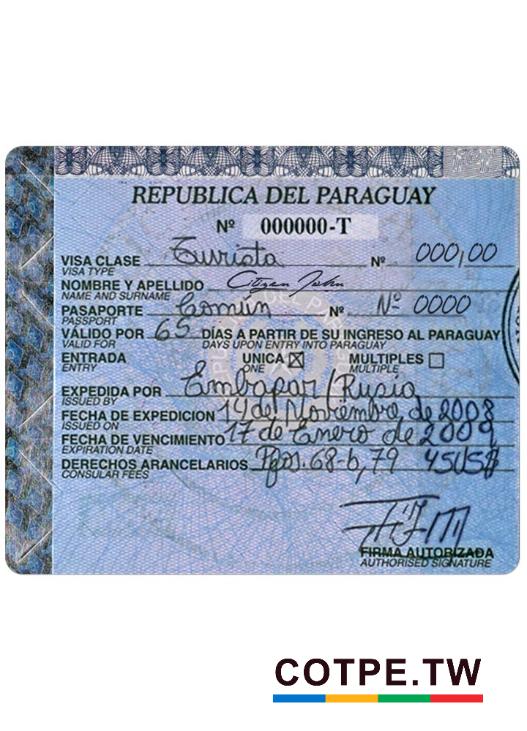 REPUBLICA DEL PARAGUAY
Nº 000000-T
VISA CLASE Turista Nº 000,00
VISA TYPE
NOMBRE Y APELLIDO Citizen John
NAME AND SURNAME
PASAPORTE Común Nº Nº 0000
PASSPORT
VÁLIDO POR 65 DÍAS A PARTIR DE SU INGRESO AL PARAGUAY
VALID FOR DAYS UPON ENTRY INTO PARAGUAY
ENTRADA UNICA ☒ MULTIPLES ☐
ENTRY ONE MULTIPLE
EXPEDIDA POR Embapar/Rusia
ISSUED BY
FECHA DE EXPEDICION 14 de Noviembre de 2008
ISSUED ON
FECHA DE VENCIMIENTO 17 de Enero de 2009
EXPIRATION DATE
DERECHOS ARANCELARIOS 68-b,79 45US$
CONSULAR FEES
FIRMA AUTORIZADA
AUTHORISED SIGNATURE
COTPE.TW